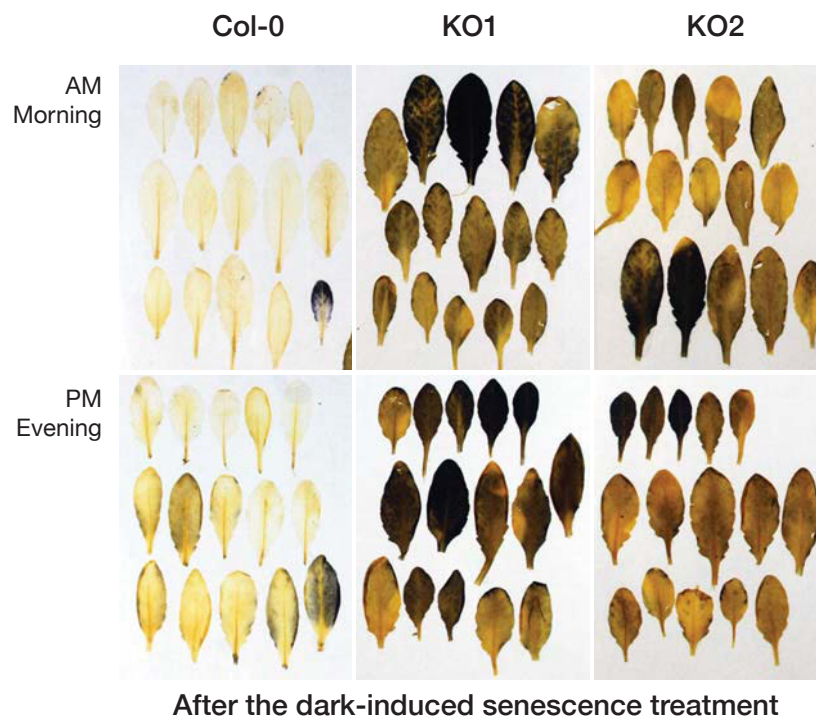 Col-0 KO1 KO2
AM
Morning
PM
Evening
After the dark-induced senescence treatment